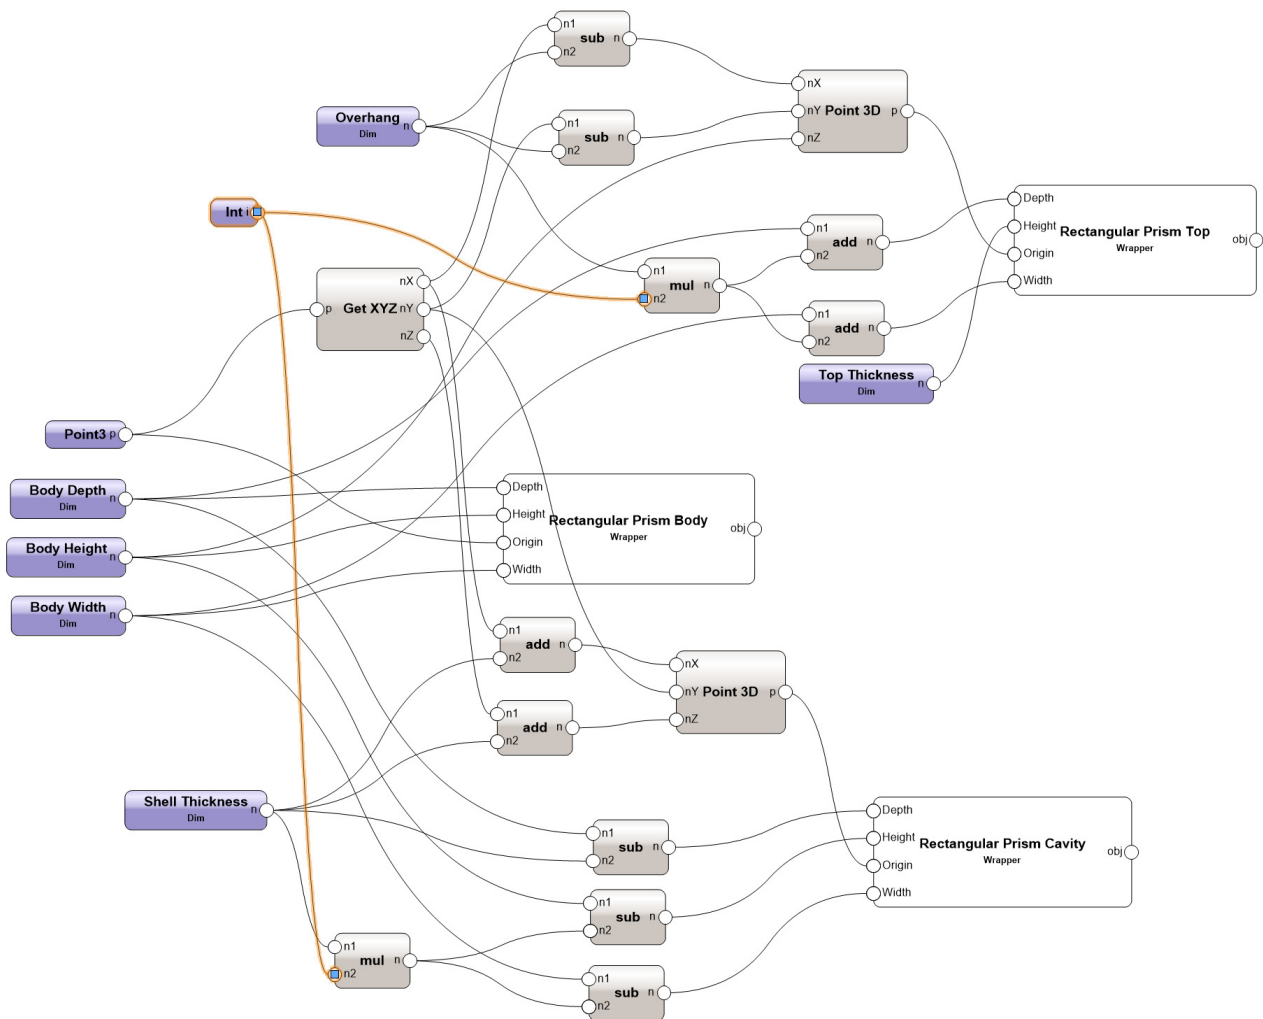 n1
sub n
n2
nX
Overhang
Dim
n
n1
sub n
n2
nY Point 3D p
nZ
Int i
Depth
Height
Rectangular Prism Top
Wrapper
Origin
Width
obj
n1
add n
n2
nX
Get XYZ nY
p
nZ
n1
mul n
n2
n1
add n
n2
Top Thickness
Dim
n
Point3 p
Body Depth
Dim
n
Depth
Height
Rectangular Prism Body
Wrapper
Origin
Width
obj
Body Height
Dim
n
Body Width
Dim
n
n1
add n
n2
nX
nY Point 3D p
nZ
n1
add n
n2
Shell Thickness
Dim
n
n1
sub n
n2
Depth
Height
Rectangular Prism Cavity
Wrapper
Origin
Width
obj
n1
sub n
n2
n1
mul n
n2
n1
sub n
n2